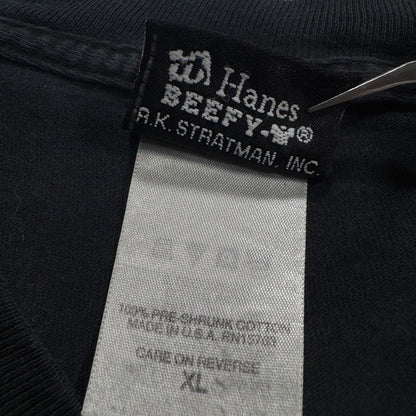 Hanes
BEEFY-®
R.K. STRATMAN, INC.
100% PRE-SHRUNK COTTON
MADE IN U.S.A. RN15763
CARE ON REVERSE
XL